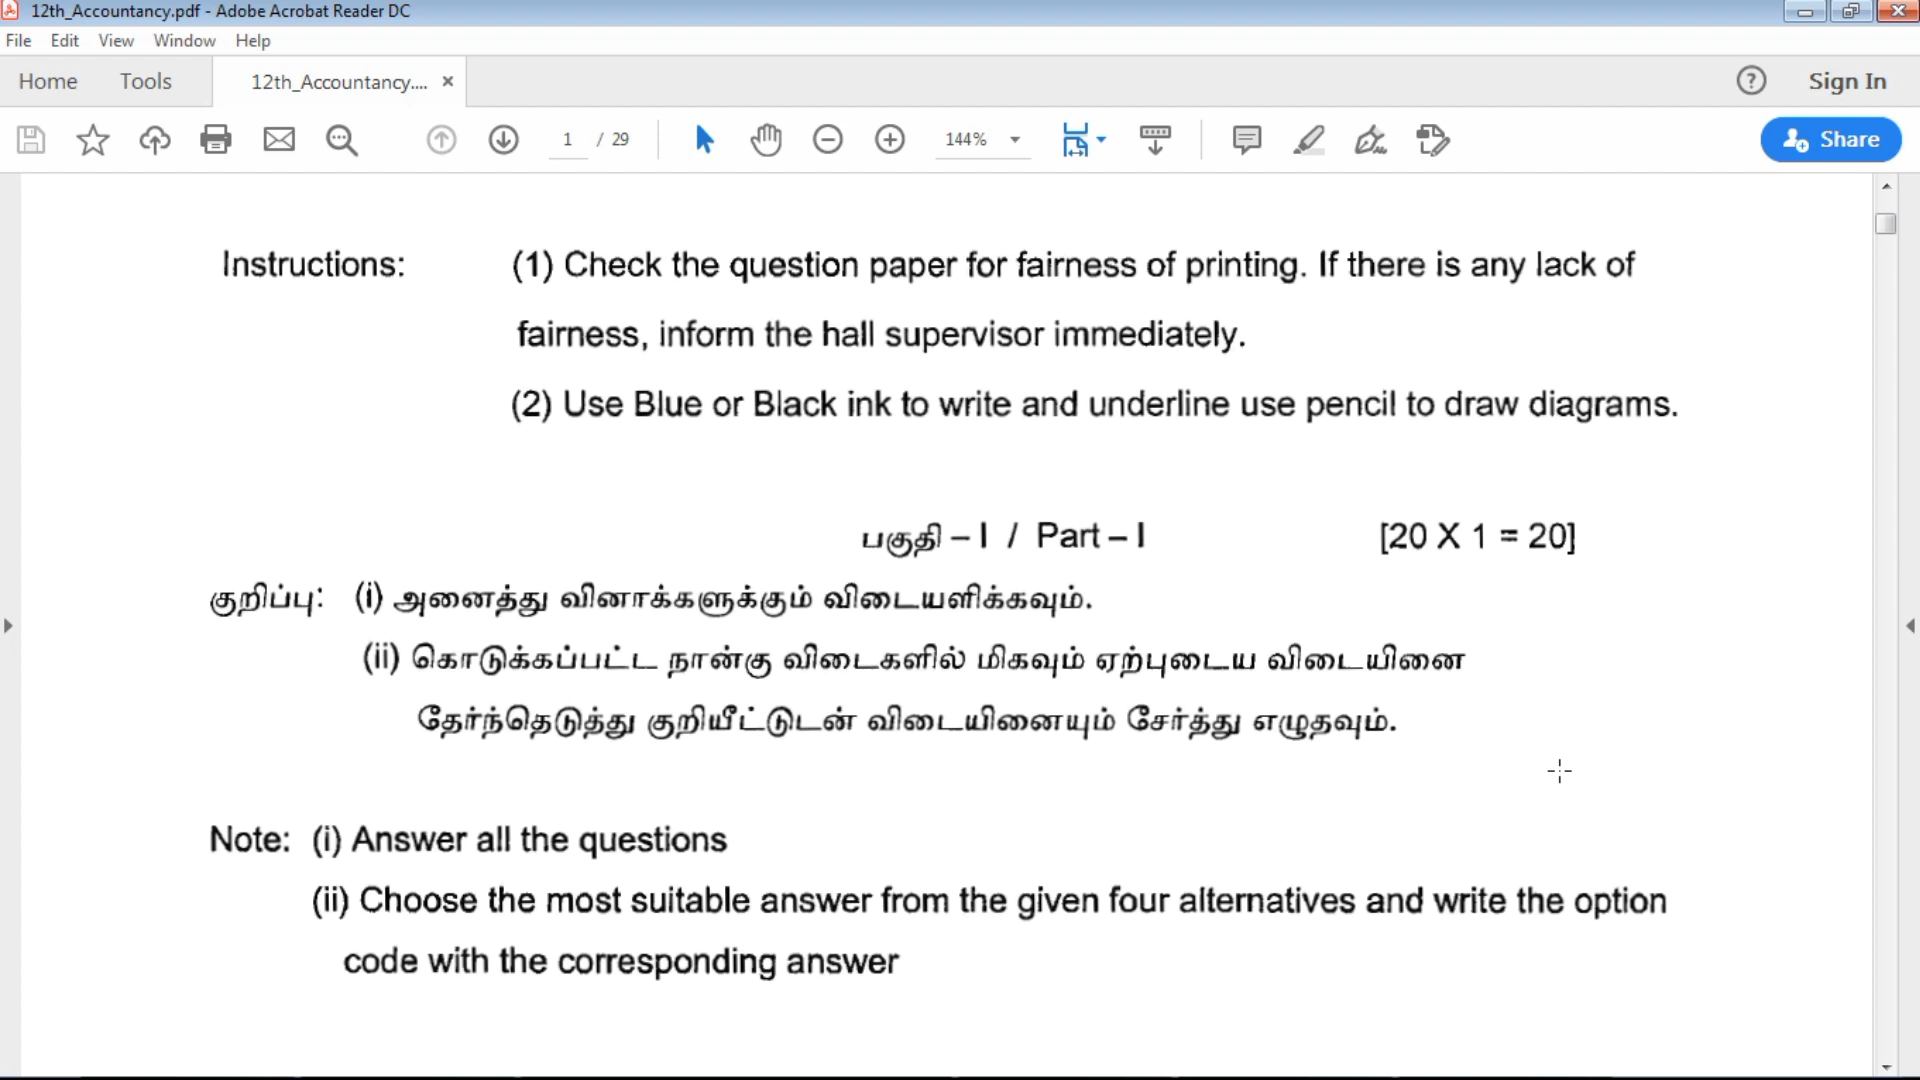 12th_Accountancy.pdf - Adobe Acrobat Reader DC
File Edit View Window Help
Home Tools 12th_Accountancy.... × ? Sign In
1 / 29 144% Share
Instructions: (1) Check the question paper for fairness of printing. If there is any lack of
fairness, inform the hall supervisor immediately.
(2) Use Blue or Black ink to write and underline use pencil to draw diagrams.
பகுதி – I / Part – I [20 X 1 = 20]
குறிப்பு: (i) அனைத்து வினாக்களுக்கும் விடையளிக்கவும்.
(ii) கொடுக்கப்பட்ட நான்கு விடைகளில் மிகவும் ஏற்புடைய விடையினை
தேர்ந்தெடுத்து குறியீட்டுடன் விடையினையும் சேர்த்து எழுதவும்.
Note: (i) Answer all the questions
(ii) Choose the most suitable answer from the given four alternatives and write the option
code with the corresponding answer